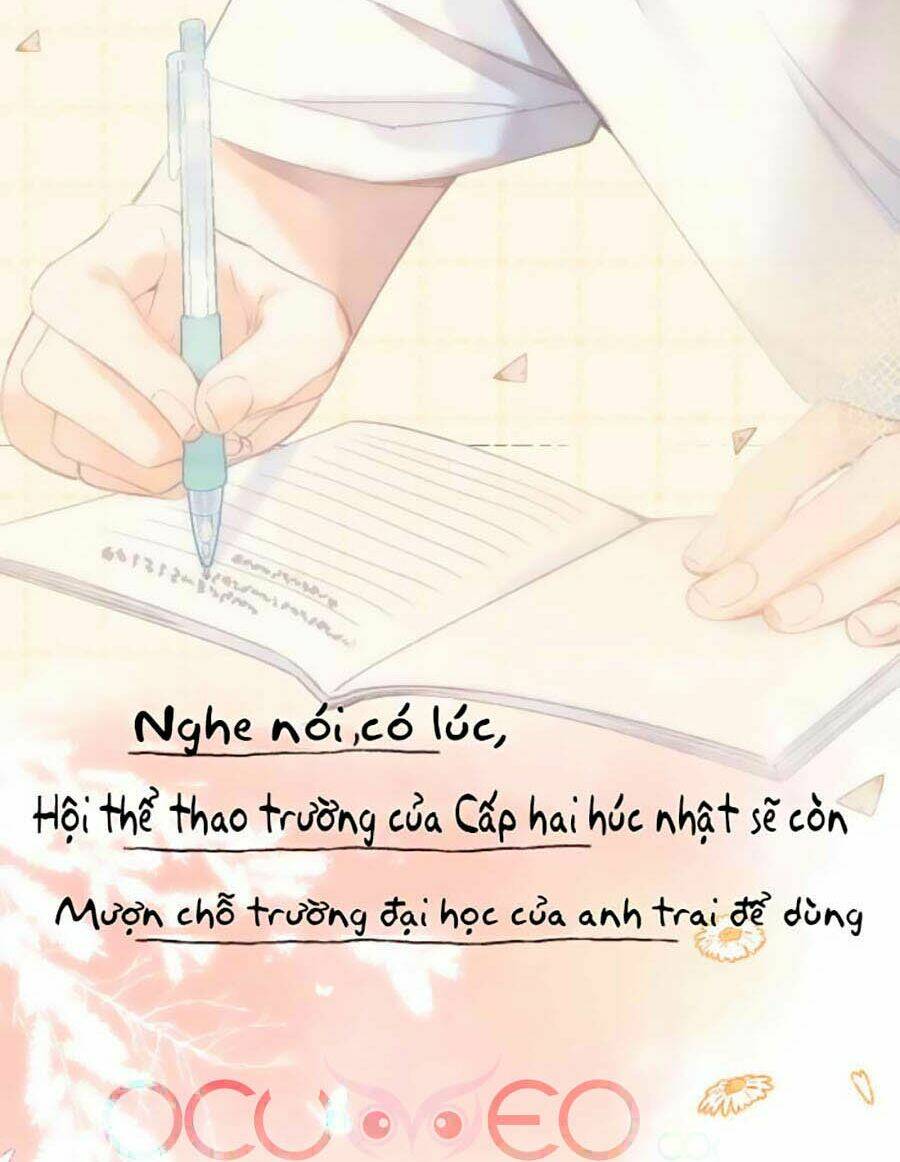 Nghe nói,có lúc,
Hội thể thao trường của Cấp hai húc nhật sẽ còn
Mượn chỗ trường đại học của anh trai để dùng
OCUMEO